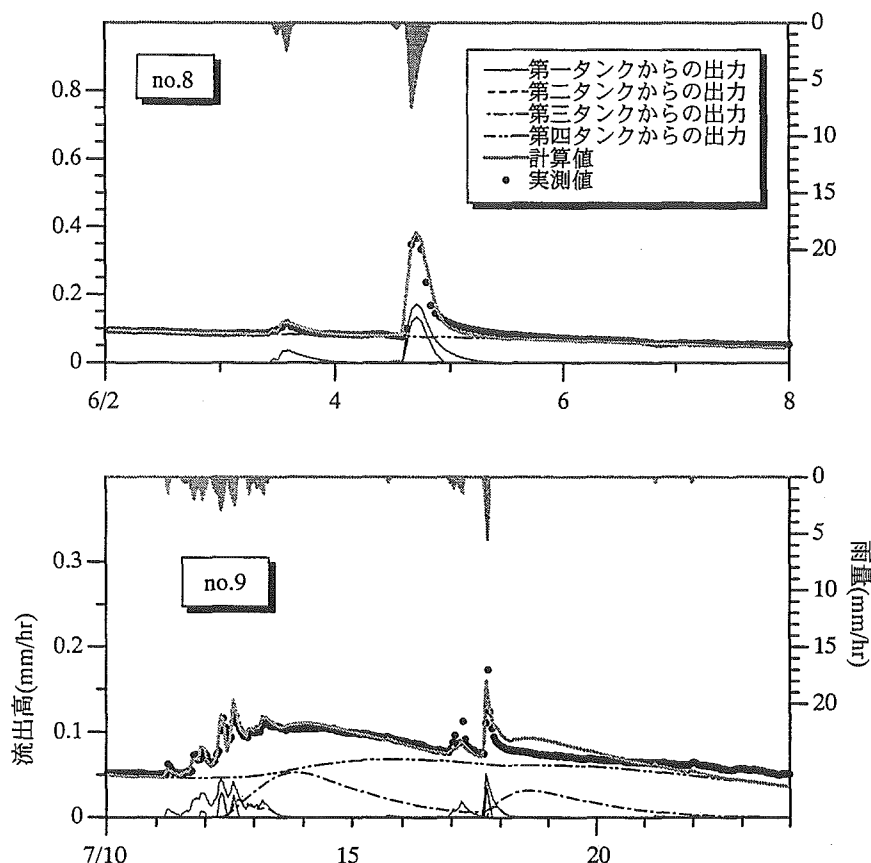 no.8
第一タンクからの出力
第二タンクからの出力
第三タンクからの出力
第四タンクからの出力
計算値
実測値
0.8
0.6
0.4
0.2
0
0
5
10
15
20
6/2
4
6
8
no.9
0.3
0.2
0.1
0
流出高(mm/hr)
0
5
10
15
20
雨量(mm/hr)
7/10
15
20